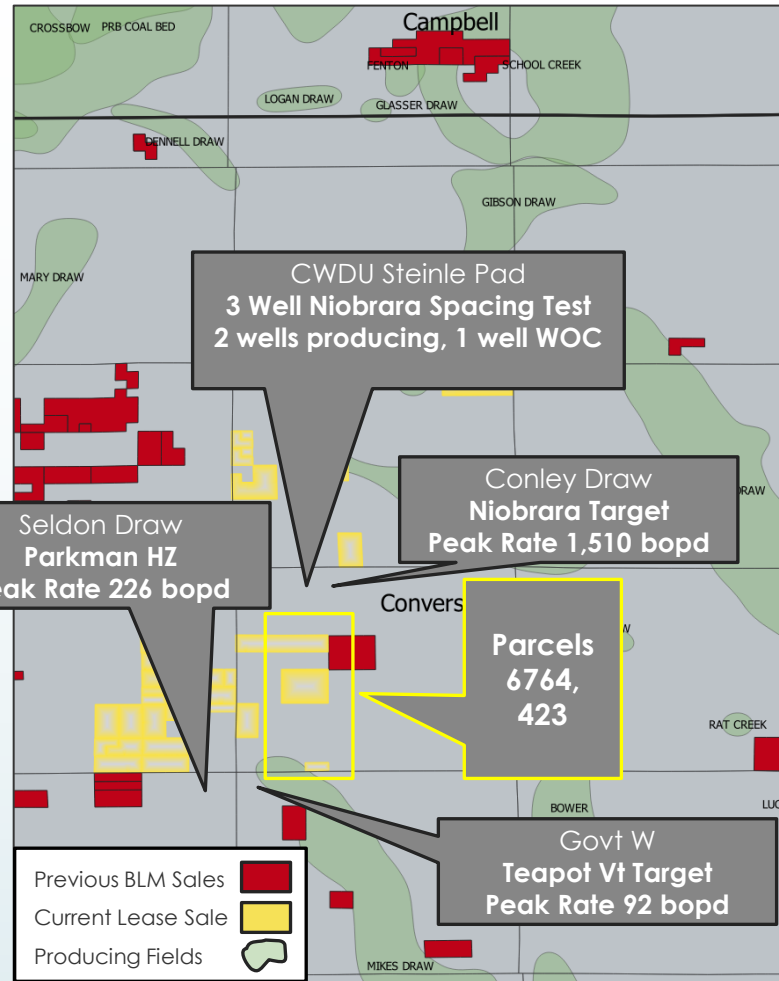 Campbell
CROSSBOW
PRB COAL BED
FENTON
SCHOOL CREEK
LOGAN DRAW
GLASSER DRAW
DENNELL DRAW
GIBSON DRAW
MARY DRAW
CWDU Steinle Pad
3 Well Niobrara Spacing Test
2 wells producing, 1 well WOC
Conley Draw
Niobrara Target
Peak Rate 1,510 bopd
RAW
Seldon Draw
Parkman HZ
eak Rate 226 bopd
Convers
Parcels
6764,
423
W
RAT CREEK
BOWER
LUC
Govt W
Teapot Vt Target
Peak Rate 92 bopd
MIKES DRAW
Previous BLM Sales
Current Lease Sale
Producing Fields